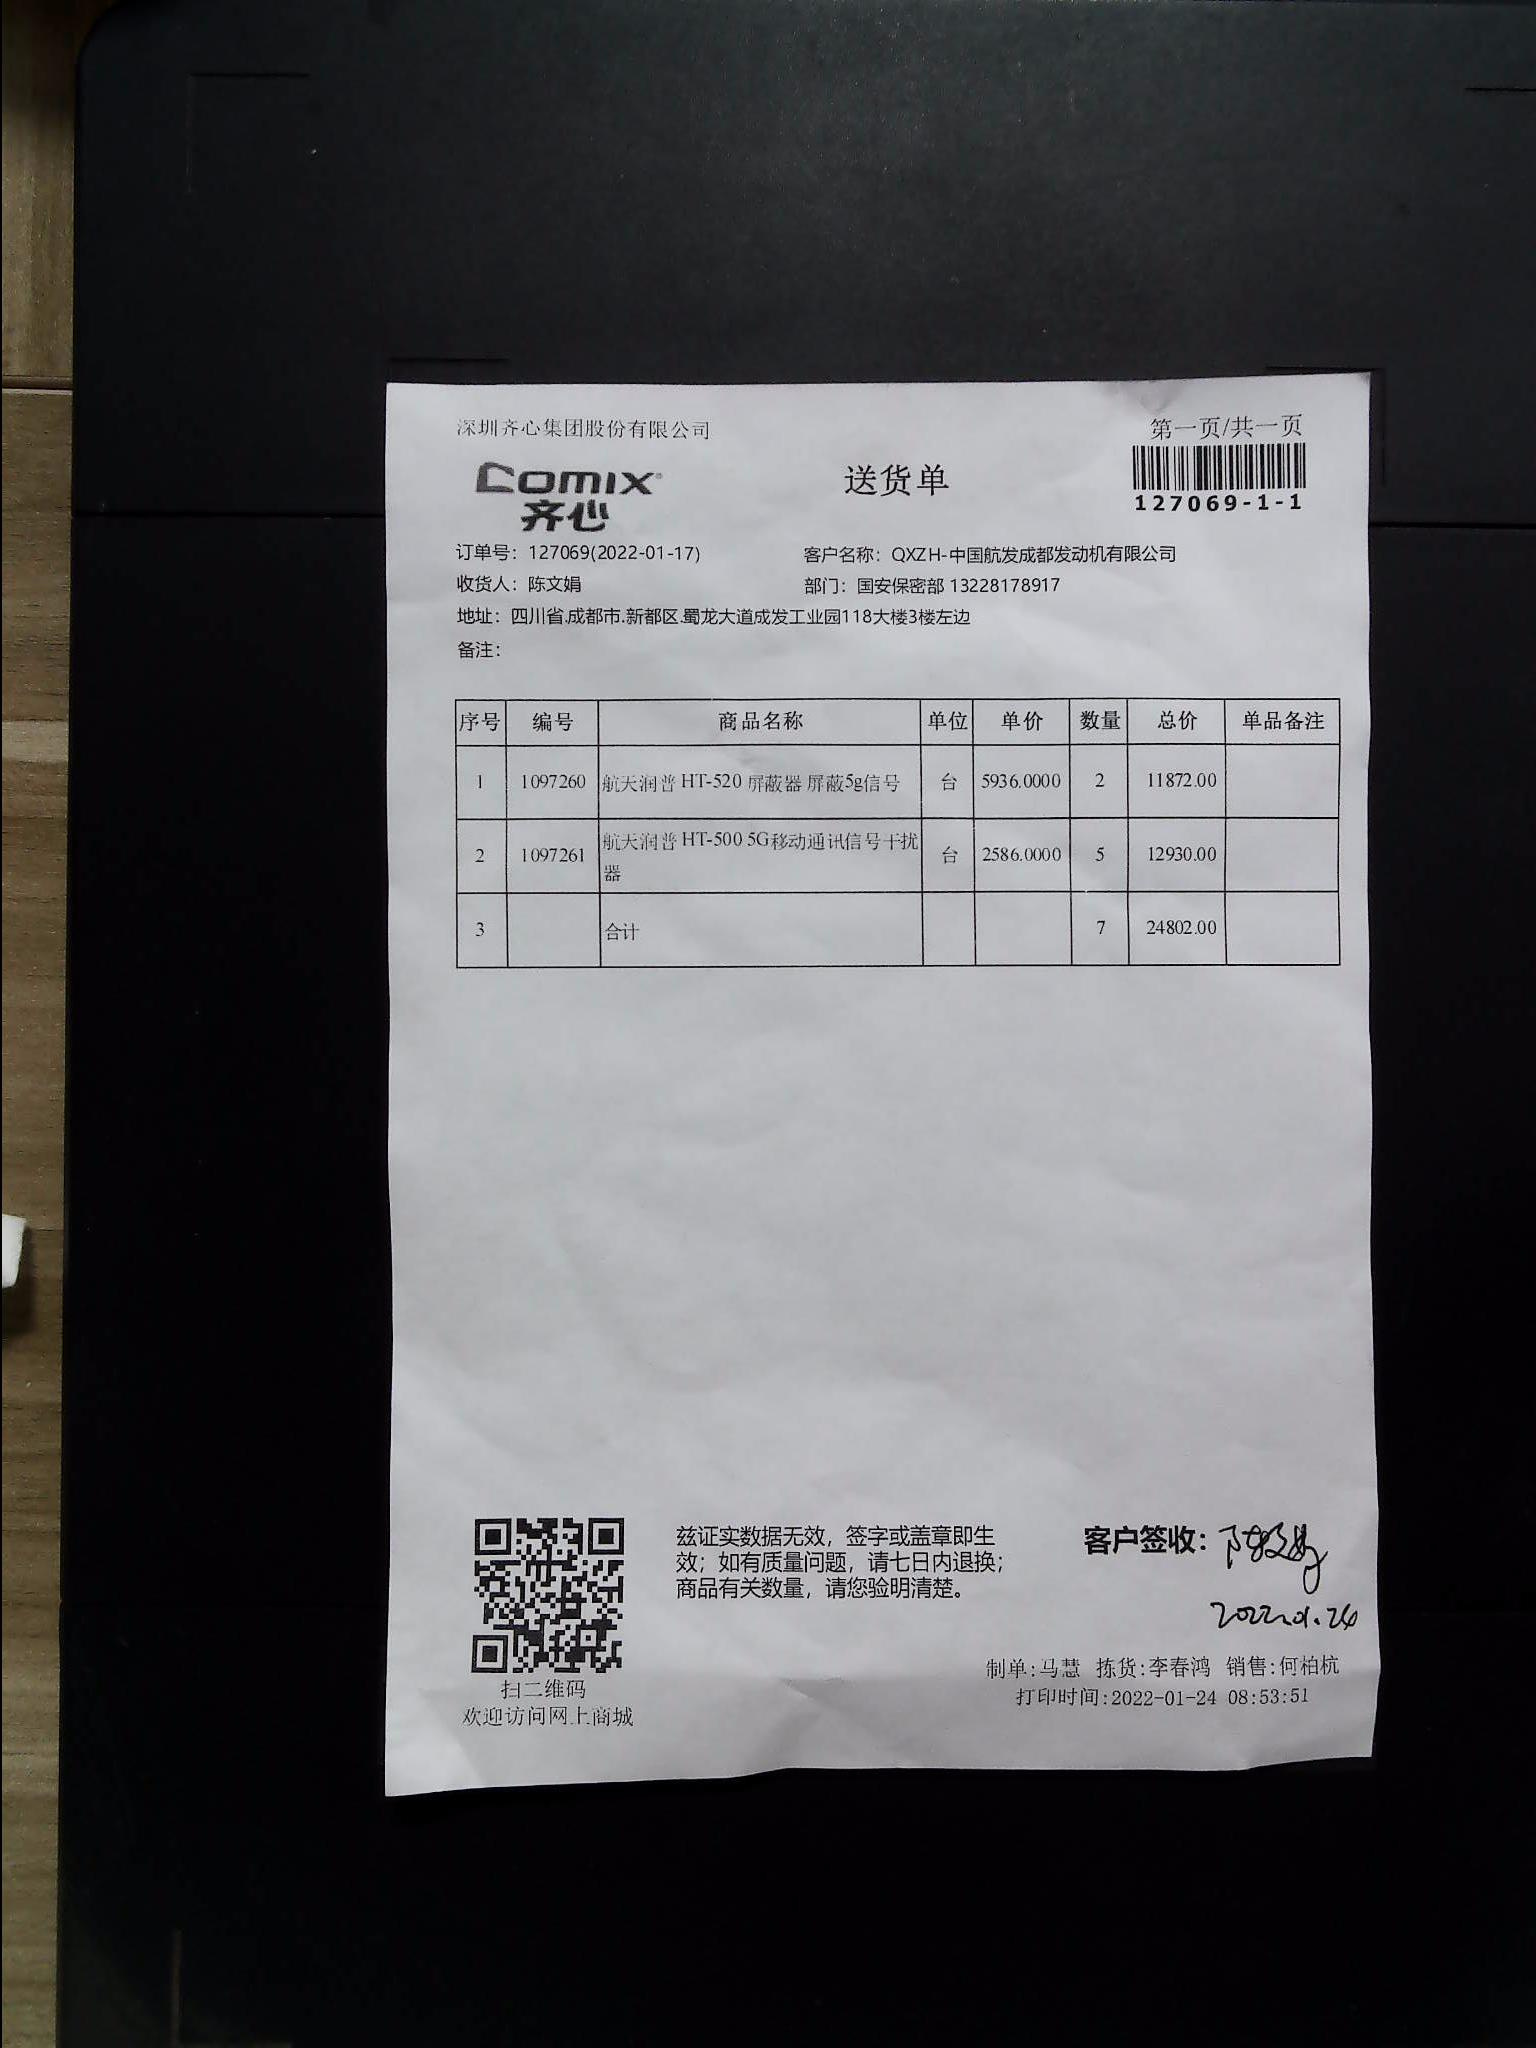 深圳齐心集团股份有限公司
第一页/共一页
comix
齐心
送货单
127069-1-1
订单号：127069(2022-01-17)
客户名称：QXZH-中国航发成都发动机有限公司
收货人：陈文娟
部门：国安保密部 13228178917
地址：四川省.成都市.新都区.蜀龙大道成发工业园118大楼3楼左边
备注：
序号 编号 商品名称 单位 单价 数量 总价 单品备注
1 1097260 航天润普 HT-520 屏蔽器 屏蔽5g信号 台 5936.0000 2 11872.00
2 1097261 航天润普 HT-500 5G移动通讯信号干扰器 台 2586.0000 5 12930.00
3 合计 7 24802.00
兹证实数据无效，签字或盖章即生
效；如有质量问题，请七日内退换；
商品有关数量，请您验明清楚。
客户签收：陈文娟
2022.01.24
扫二维码
欢迎访问网上商城
制单:马慧 拣货:李春鸿 销售:何柏杭
打印时间:2022-01-24 08:53:51